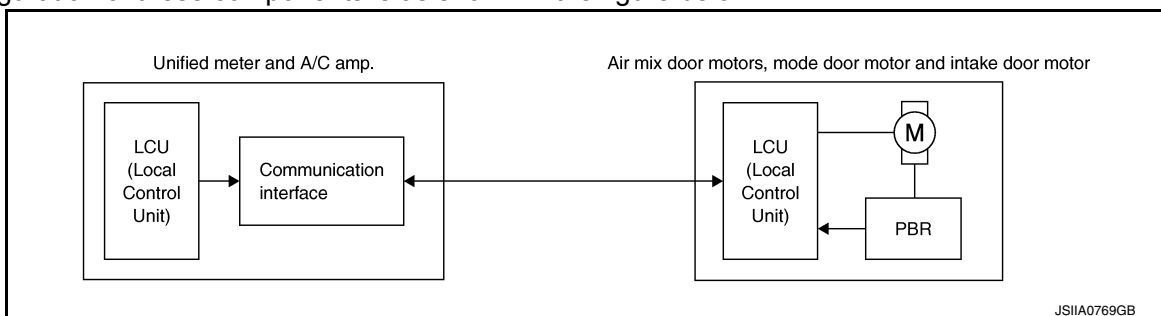 Unified meter and A/C amp.
Air mix door motors, mode door motor and intake door motor
LCU
(Local
Control
Unit)
Communication
interface
LCU
(Local
Control
Unit)
M
PBR
JSIIA0769GB